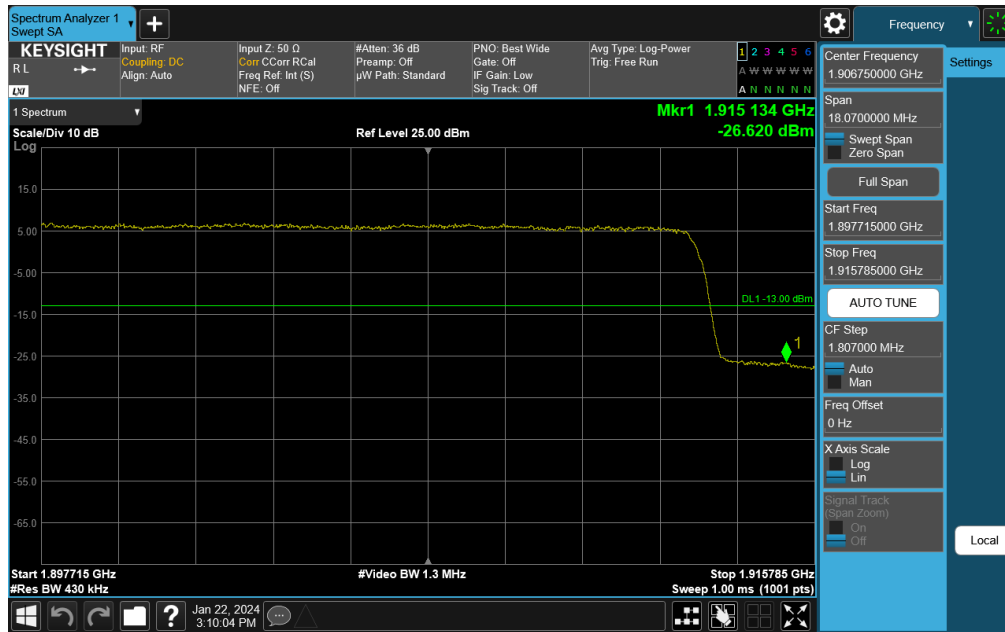 Spectrum Analyzer 1
Swept SA
Frequency
KEYSIGHT
R L
LXI
Input: RF
Coupling: DC
Align: Auto
Input Z: 50 Ω
Corr CCorr RCal
Freq Ref: Int (S)
NFE: Off
#Atten: 36 dB
Preamp: Off
µW Path: Standard
PNO: Best Wide
Gate: Off
IF Gain: Low
Sig Track: Off
Avg Type: Log-Power
Trig: Free Run
1 2 3 4 5 6
A W W W W W
A N N N N N
1 Spectrum
Mkr1 1.915 134 GHz
-26.620 dBm
Scale/Div 10 dB
Ref Level 25.00 dBm
Log
15.0
5.00
-5.00
-15.0
-25.0
-35.0
-45.0
-55.0
-65.0
DL1 -13.00 dBm
1
Start 1.897715 GHz
#Video BW 1.3 MHz
Stop 1.915785 GHz
#Res BW 430 kHz
Sweep 1.00 ms (1001 pts)
Center Frequency
1.906750000 GHz
Settings
Span
18.0700000 MHz
Swept Span
Zero Span
Full Span
Start Freq
1.897715000 GHz
Stop Freq
1.915785000 GHz
AUTO TUNE
CF Step
1.807000 MHz
Auto
Man
Freq Offset
0 Hz
X Axis Scale
Log
Lin
Signal Track
(Span Zoom)
On
Off
Local
?
Jan 22, 2024
3:10:04 PM